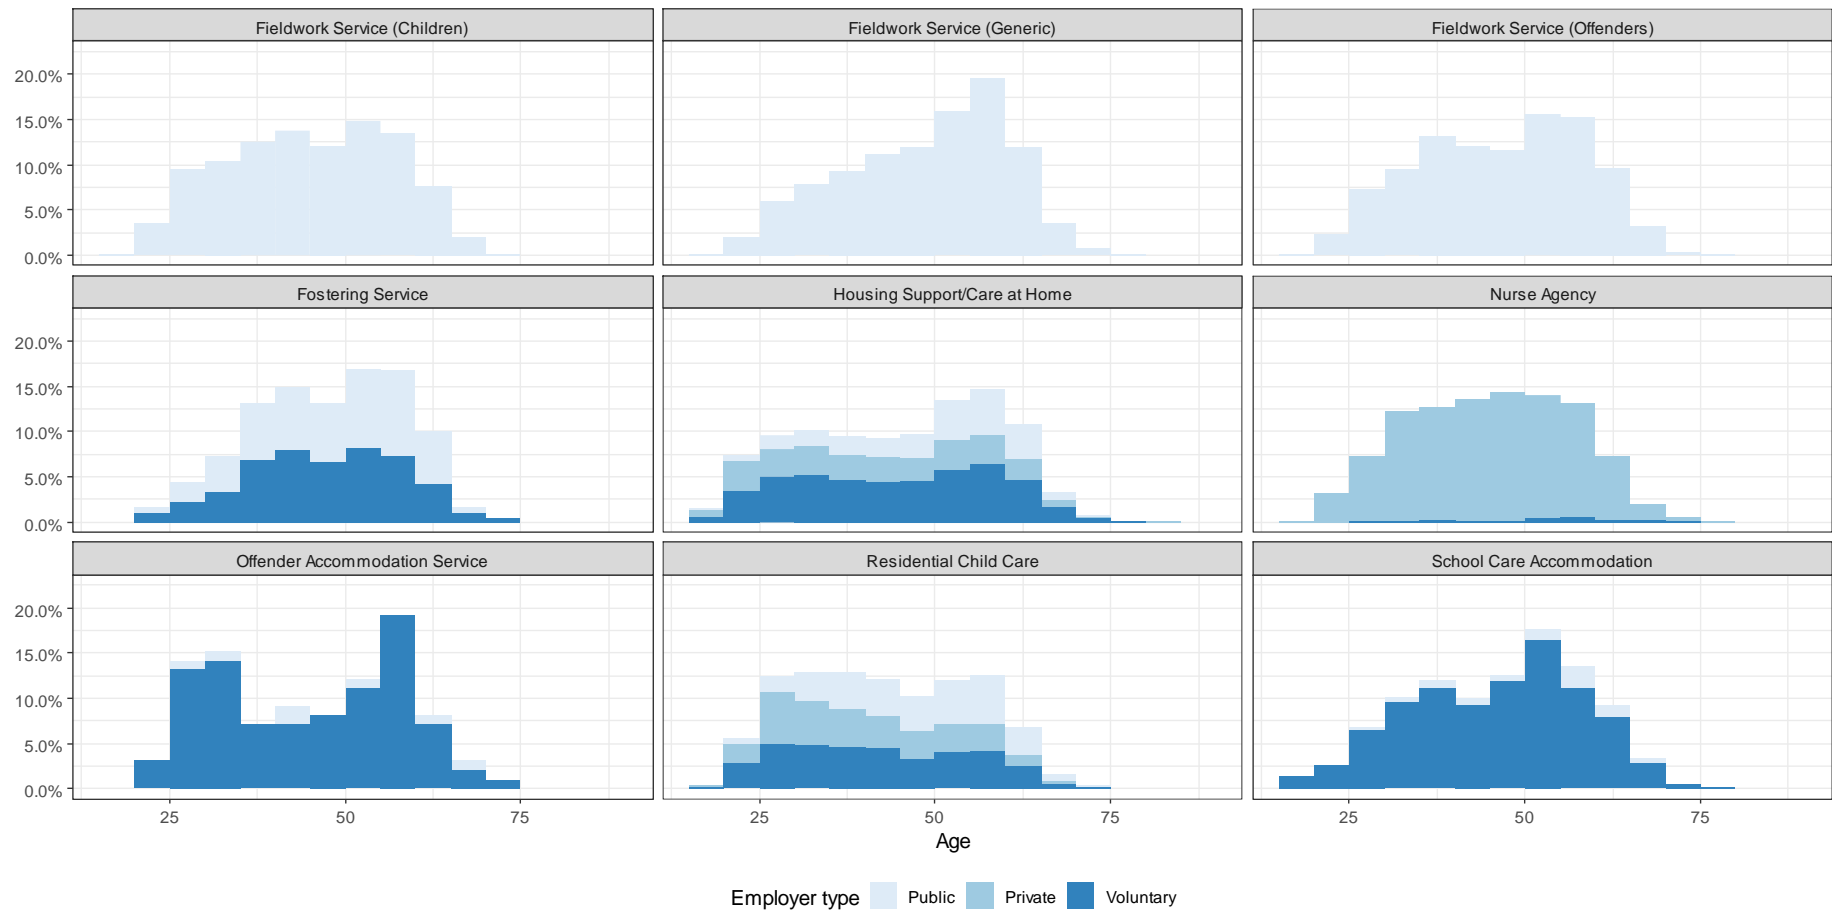 Fieldwork Service (Children)
Fieldwork Service (Generic)
Fieldwork Service (Offenders)
20.0%
15.0%
10.0%
5.0%
0.0%
Fostering Service
Housing Support/Care at Home
Nurse Agency
20.0%
15.0%
10.0%
5.0%
0.0%
Offender Accommodation Service
Residential Child Care
School Care Accommodation
20.0%
15.0%
10.0%
5.0%
0.0%
25 50 75 25 50 75 25 50 75
Age
Employer type Public Private Voluntary